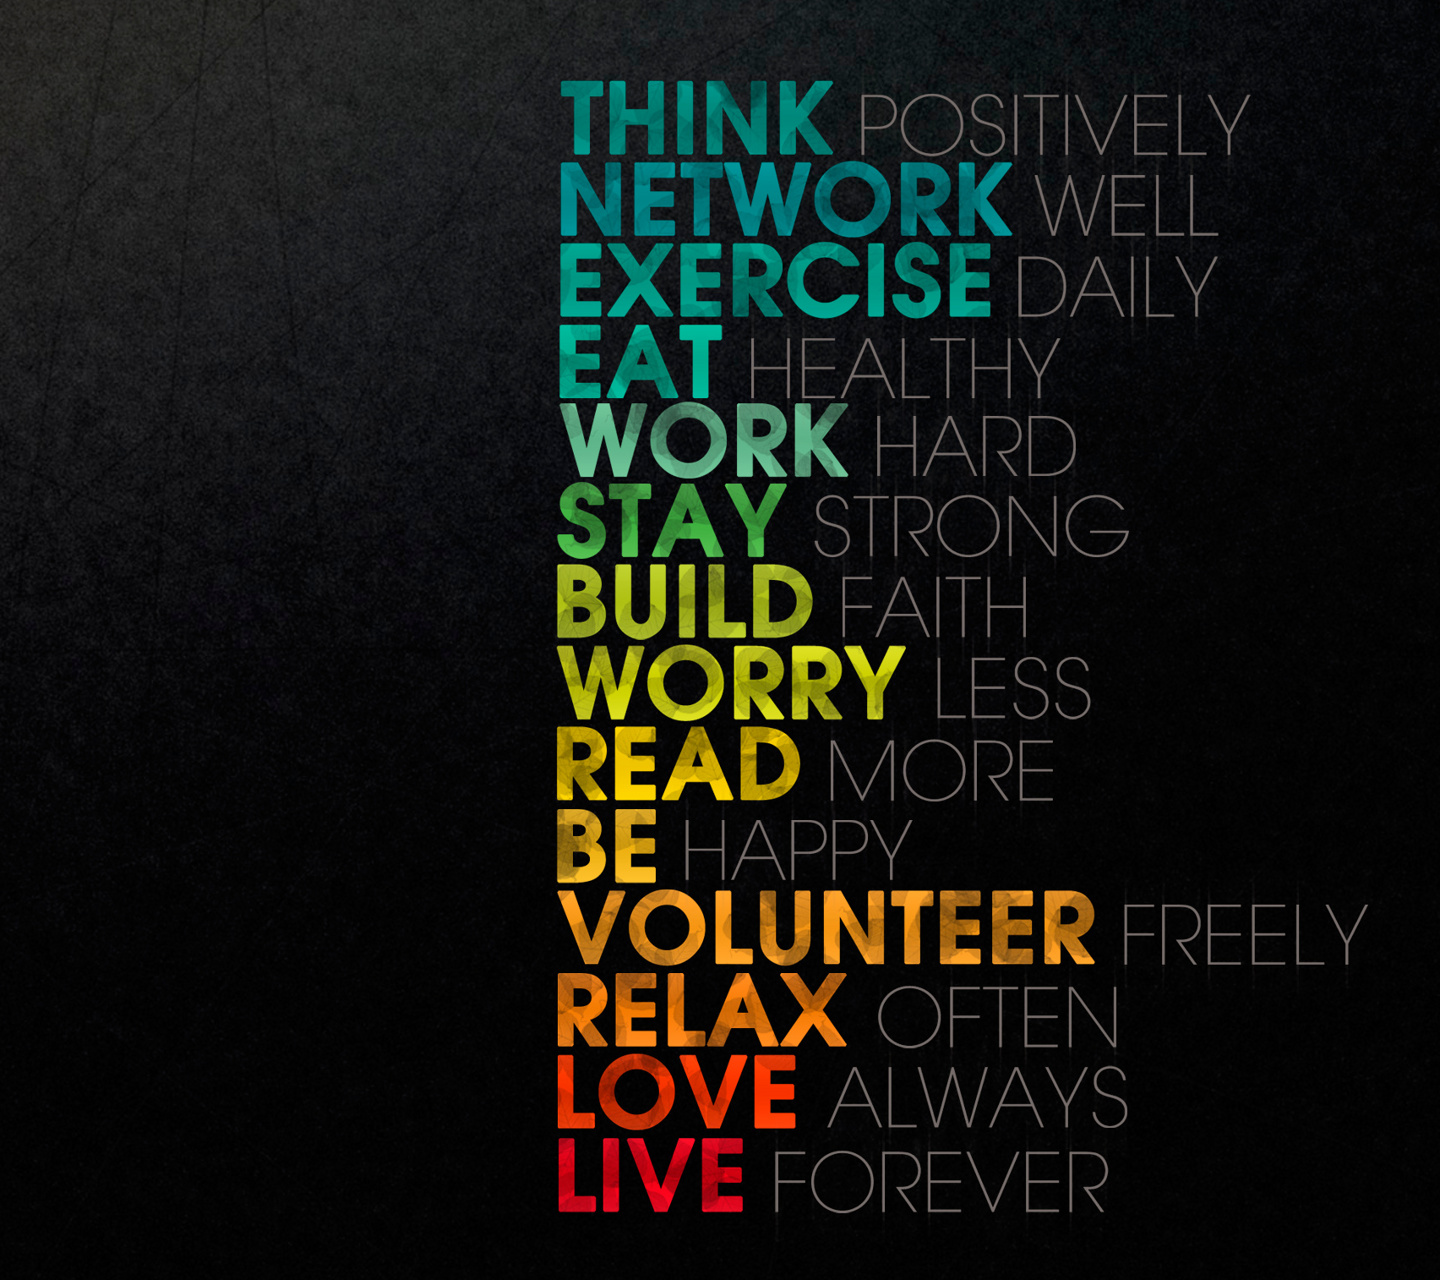 THINK POSITIVELY
NETWORK WELL
EXERCISE DAILY
EAT HEALTHY
WORK HARD
STAY STRONG
BUILD FAITH
WORRY LESS
READ MORE
BE HAPPY
VOLUNTEER FREELY
RELAX OFTEN
LOVE ALWAYS
LIVE FOREVER